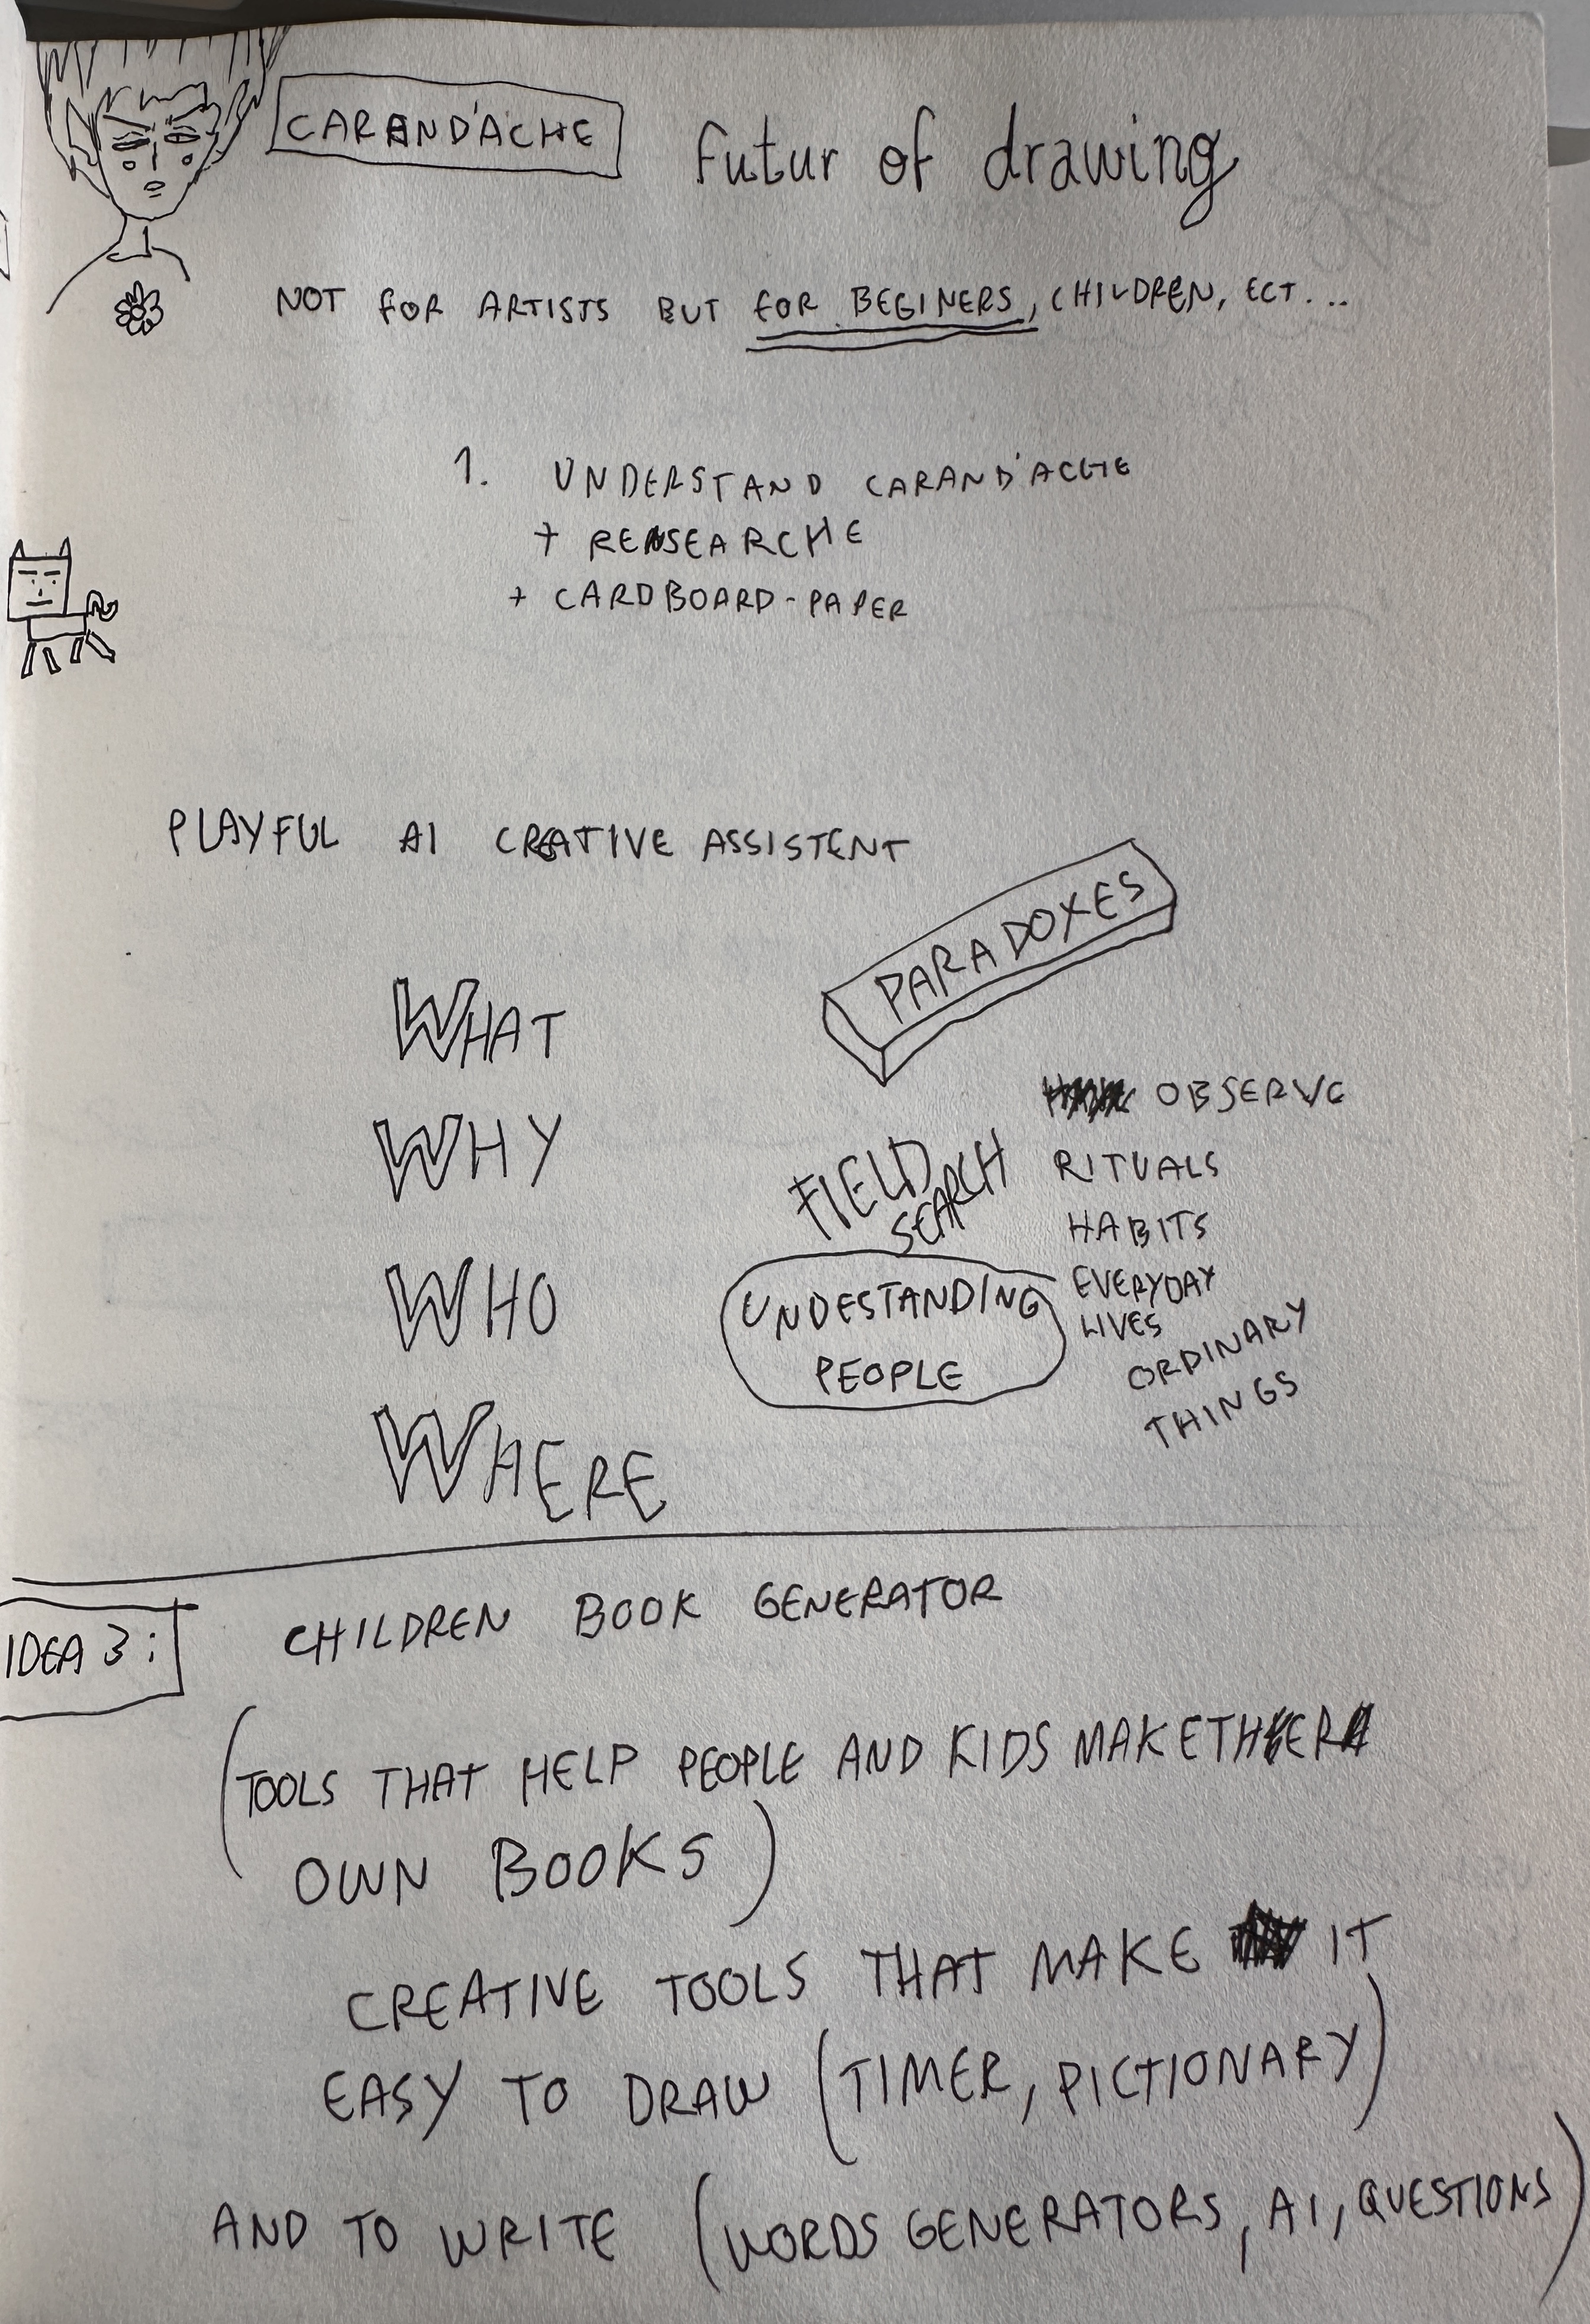 CARAND'ACHE
futur of drawing
NOT FOR ARTISTS BUT FOR BEGINERS, CHILDREN, ECT...
1. UNDERSTAND CARAND'ACHE
+ RESEARCHE
+ CARDBOARD-PAPER
PLAYFUL AI CREATIVE ASSISTENT
PARADOXES
WHAT
WHY
WHO
WHERE
FIELD
SEARCH
UNDESTANDING
PEOPLE
OBSERVE
RITUALS
HABITS
EVERYDAY
LIVES
ORDINARY
THINGS
IDEA 3:
CHILDREN BOOK GENERATOR
(TOOLS THAT HELP PEOPLE AND KIDS MAKE THER
OWN BOOKS)
CREATIVE TOOLS THAT MAKE IT
EASY TO DRAW (TIMER, PICTIONARY)
AND TO WRITE (WORDS GENERATORS, AI, QUESTIONS)